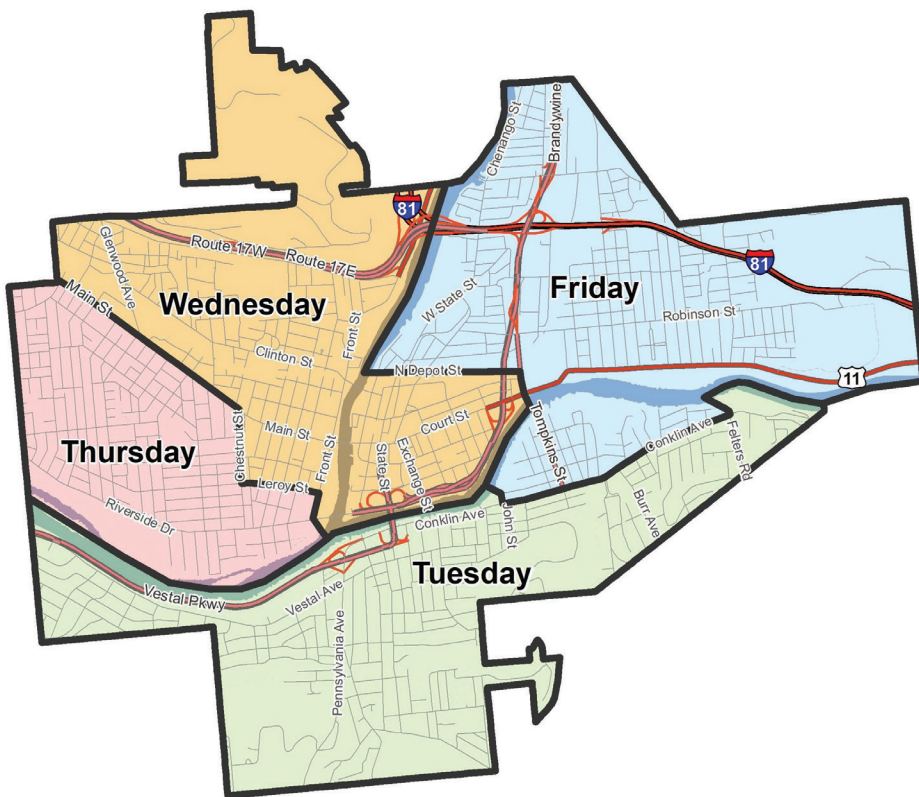 Chenango St
Brandywine
81
Glenwood Ave
Route 17W
Route 17E
81
Main St
Wednesday
Front St
W State St
Friday
Robinson St
Clinton St
N Depot St
11
Chestnut St
Main St
Front St
Court St
Tompkins St
Conklin Ave
Felters Rd
Thursday
State St
Exchange St
Leroy St
Riverside Dr
Conklin Ave
John St
Burr Ave
Tuesday
Vestal Pkwy
Vestal Ave
Pennsylvania Ave